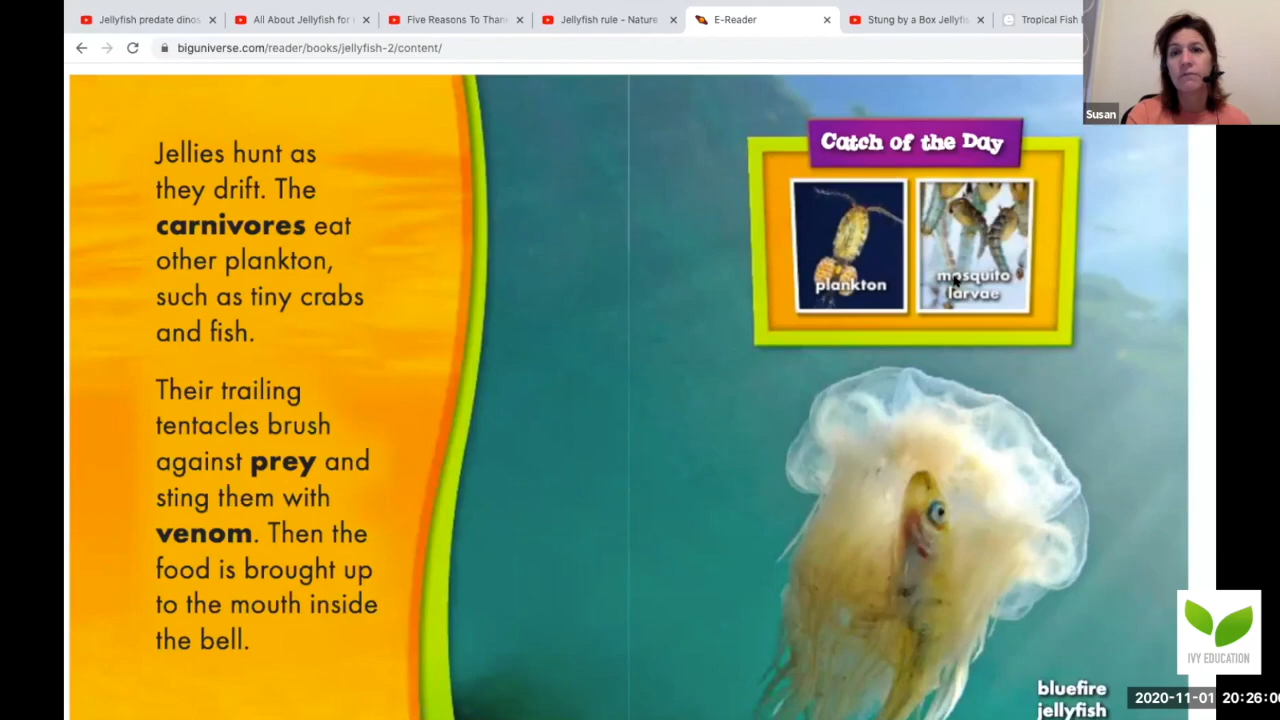 Jellyfish predate dinos
All About Jellyfish for
Five Reasons To Than
Jellyfish rule - Nature
E-Reader
Stung by a Box Jellyfis
Tropical Fish
biguniverse.com/reader/books/jellyfish-2/content/
Susan
Jellies hunt as
they drift. The
carnivores eat
other plankton,
such as tiny crabs
and fish.
Their trailing
tentacles brush
against prey and
sting them with
venom. Then the
food is brought up
to the mouth inside
the bell.
Catch of the Day
plankton
mosquito
larvae
bluefire
jellyfish
IVY EDUCATION
2020-11-01 20:26:0